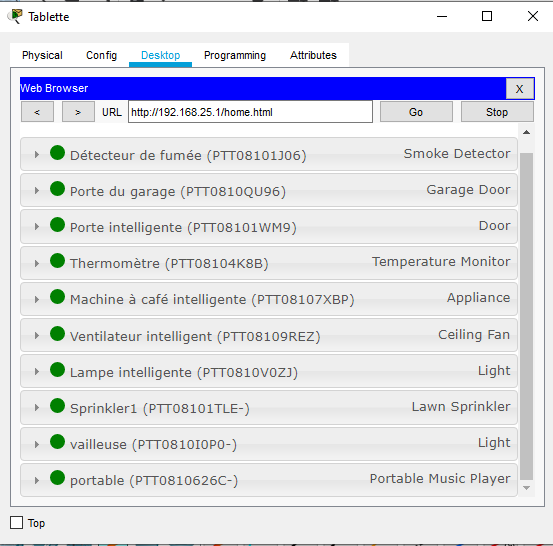 Tablette
Physical Config Desktop Programming Attributes
Web Browser X
< > URL http://192.168.25.1/home.html Go Stop
Détecteur de fumée (PTT08101J06) Smoke Detector
Porte du garage (PTT0810QU96) Garage Door
Porte intelligente (PTT08101WM9) Door
Thermomètre (PTT08104K8B) Temperature Monitor
Machine à café intelligente (PTT08107XBP) Appliance
Ventilateur intelligent (PTT08109REZ) Ceiling Fan
Lampe intelligente (PTT0810V0ZJ) Light
Sprinkler1 (PTT08101TLE-) Lawn Sprinkler
vailleuse (PTT0810I0P0-) Light
portable (PTT0810626C-) Portable Music Player
Top